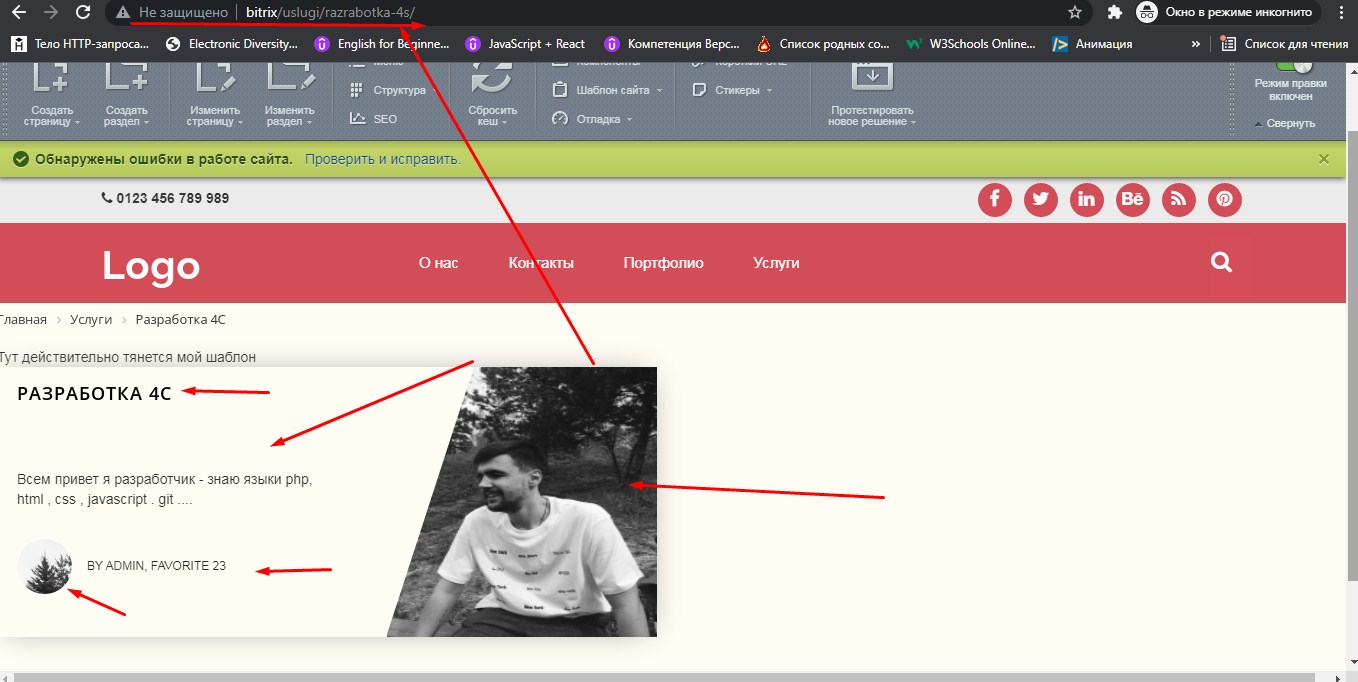 Не защищено bitrix/uslugi/razrabotka-4s/ Окно в режиме инкогнито
Тело HTTP-запроса... Electronic Diversity... English for Beginne... JavaScript + React Компетенция Верс... Список родных со... W3Schools Online... Анимация » Список для чтения
Меню Компоненты Короткий URL
Создать страницу Создать раздел Изменить страницу Изменить раздел Структура SEO Сбросить кеш Шаблон сайта Отладка Стикеры Протестировать новое решение Режим правки включен Свернуть
Обнаружены ошибки в работе сайта. Проверить и исправить.
0123 456 789 989
Logo О нас Контакты Портфолио Услуги
Главная Услуги Разработка 4С
Тут действительно тянется мой шаблон
РАЗРАБОТКА 4С
Всем привет я разработчик - знаю языки php,
html , css , javascript . git ....
BY ADMIN, FAVORITE 23